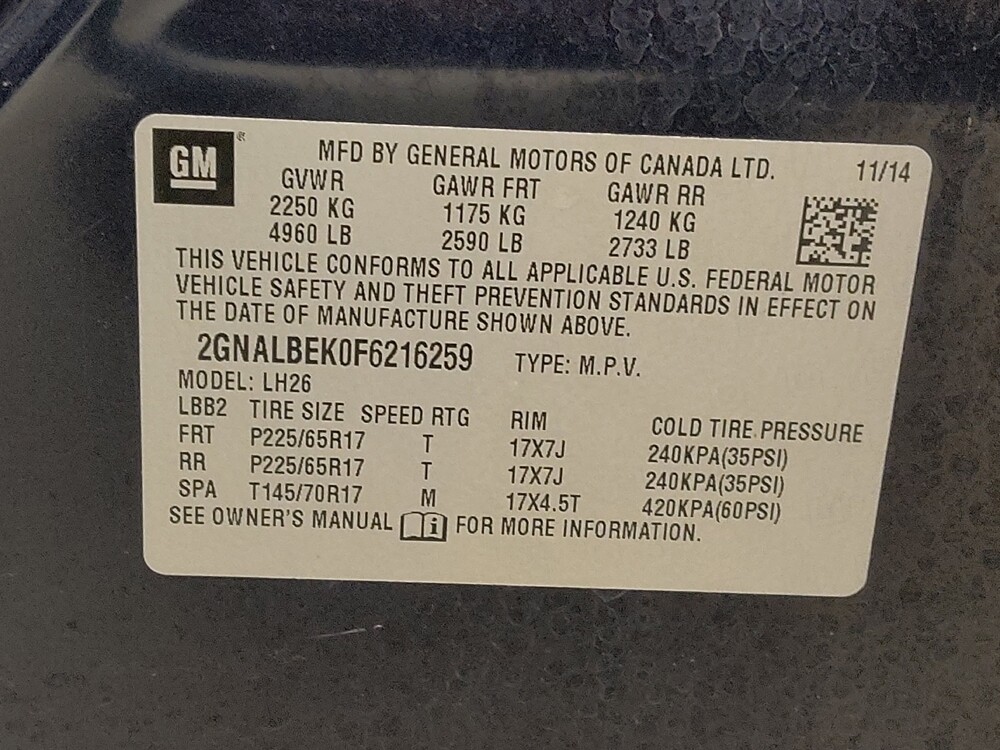 GM ® MFD BY GENERAL MOTORS OF CANADA LTD. 11/14
GVWR GAWR FRT GAWR RR
2250 KG 1175 KG 1240 KG
4960 LB 2590 LB 2733 LB
THIS VEHICLE CONFORMS TO ALL APPLICABLE U.S. FEDERAL MOTOR
VEHICLE SAFETY AND THEFT PREVENTION STANDARDS IN EFFECT ON
THE DATE OF MANUFACTURE SHOWN ABOVE.
2GNALBEK0F6216259 TYPE: M.P.V.
MODEL: LH26
LBB2 TIRE SIZE SPEED RTG RIM COLD TIRE PRESSURE
FRT P225/65R17 T 17X7J 240KPA(35PSI)
RR P225/65R17 T 17X7J 240KPA(35PSI)
SPA T145/70R17 M 17X4.5T 420KPA(60PSI)
SEE OWNER'S MANUAL i FOR MORE INFORMATION.